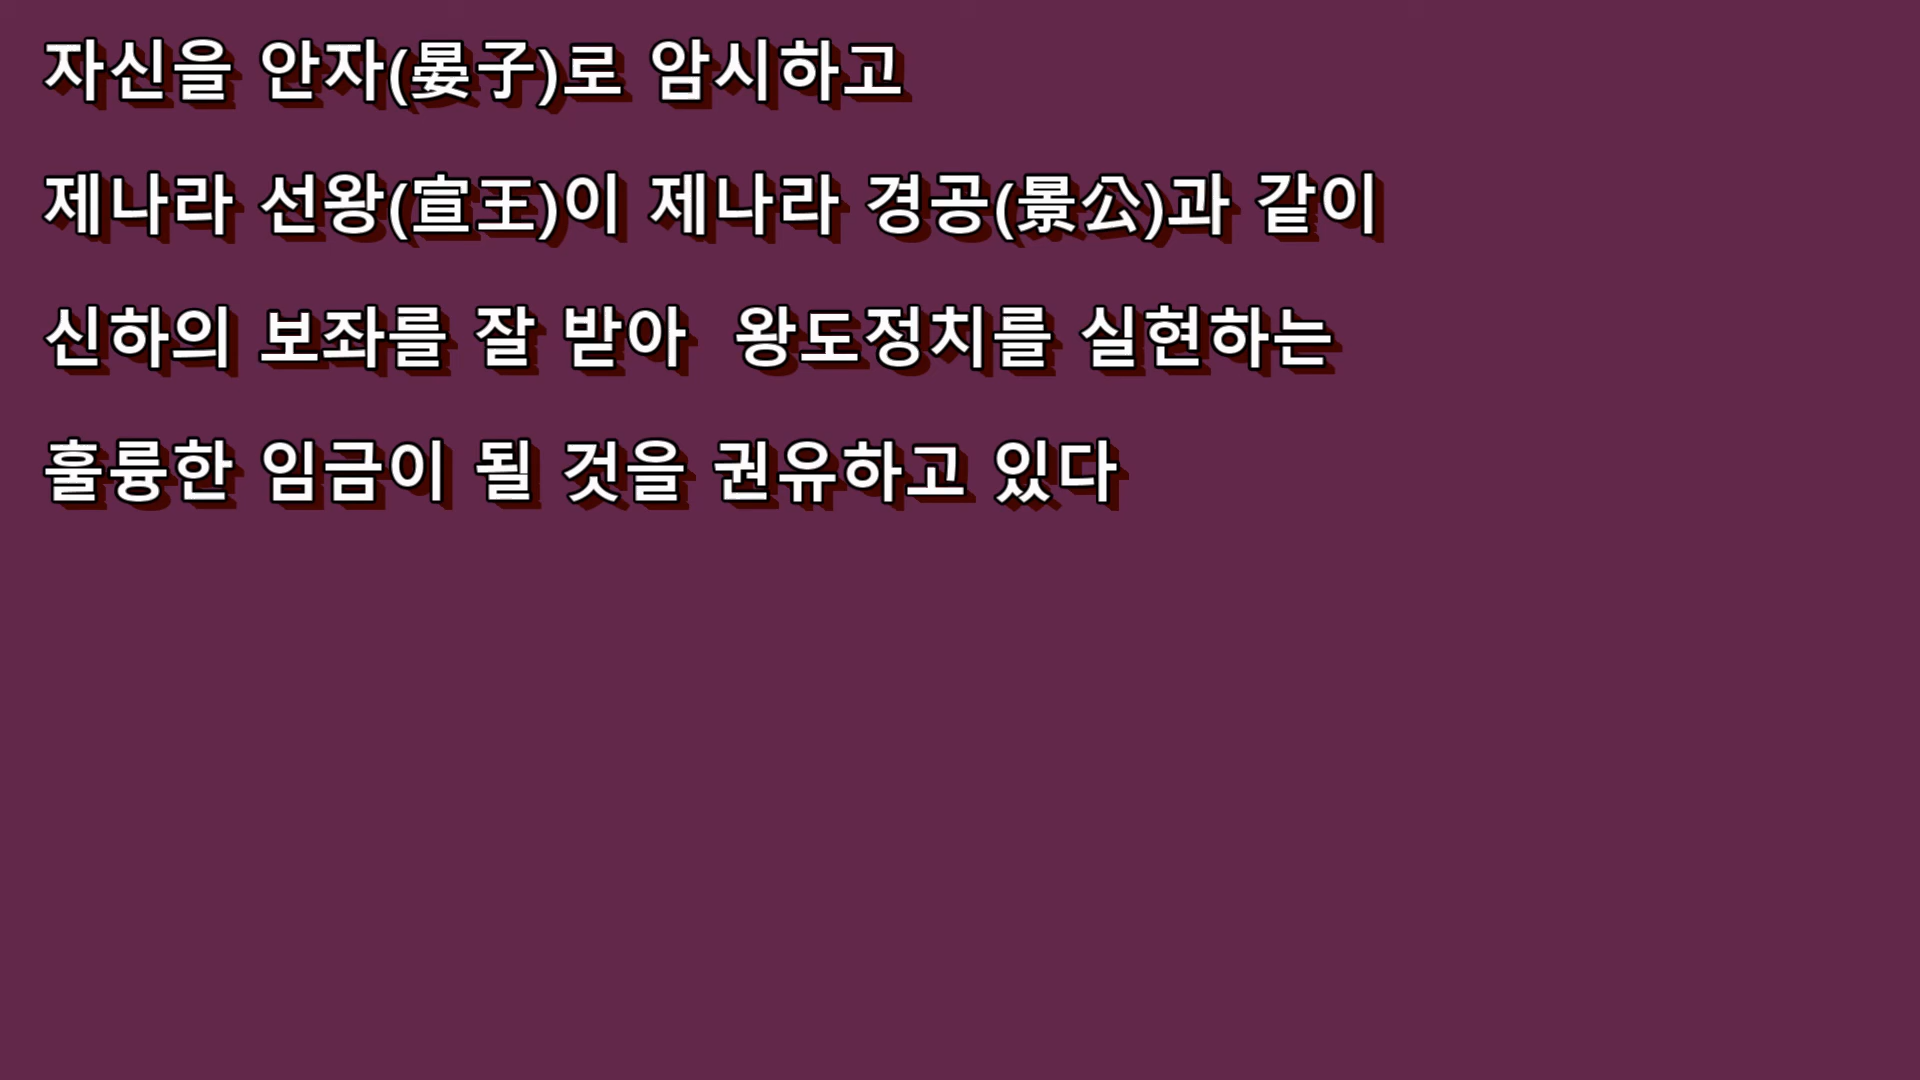 자신을 안자(晏子)로 암시하고
제나라 선왕(宣王)이 제나라 경공(景公)과 같이
신하의 보좌를 잘 받아  왕도정치를 실현하는
훌륭한 임금이 될 것을 권유하고 있다